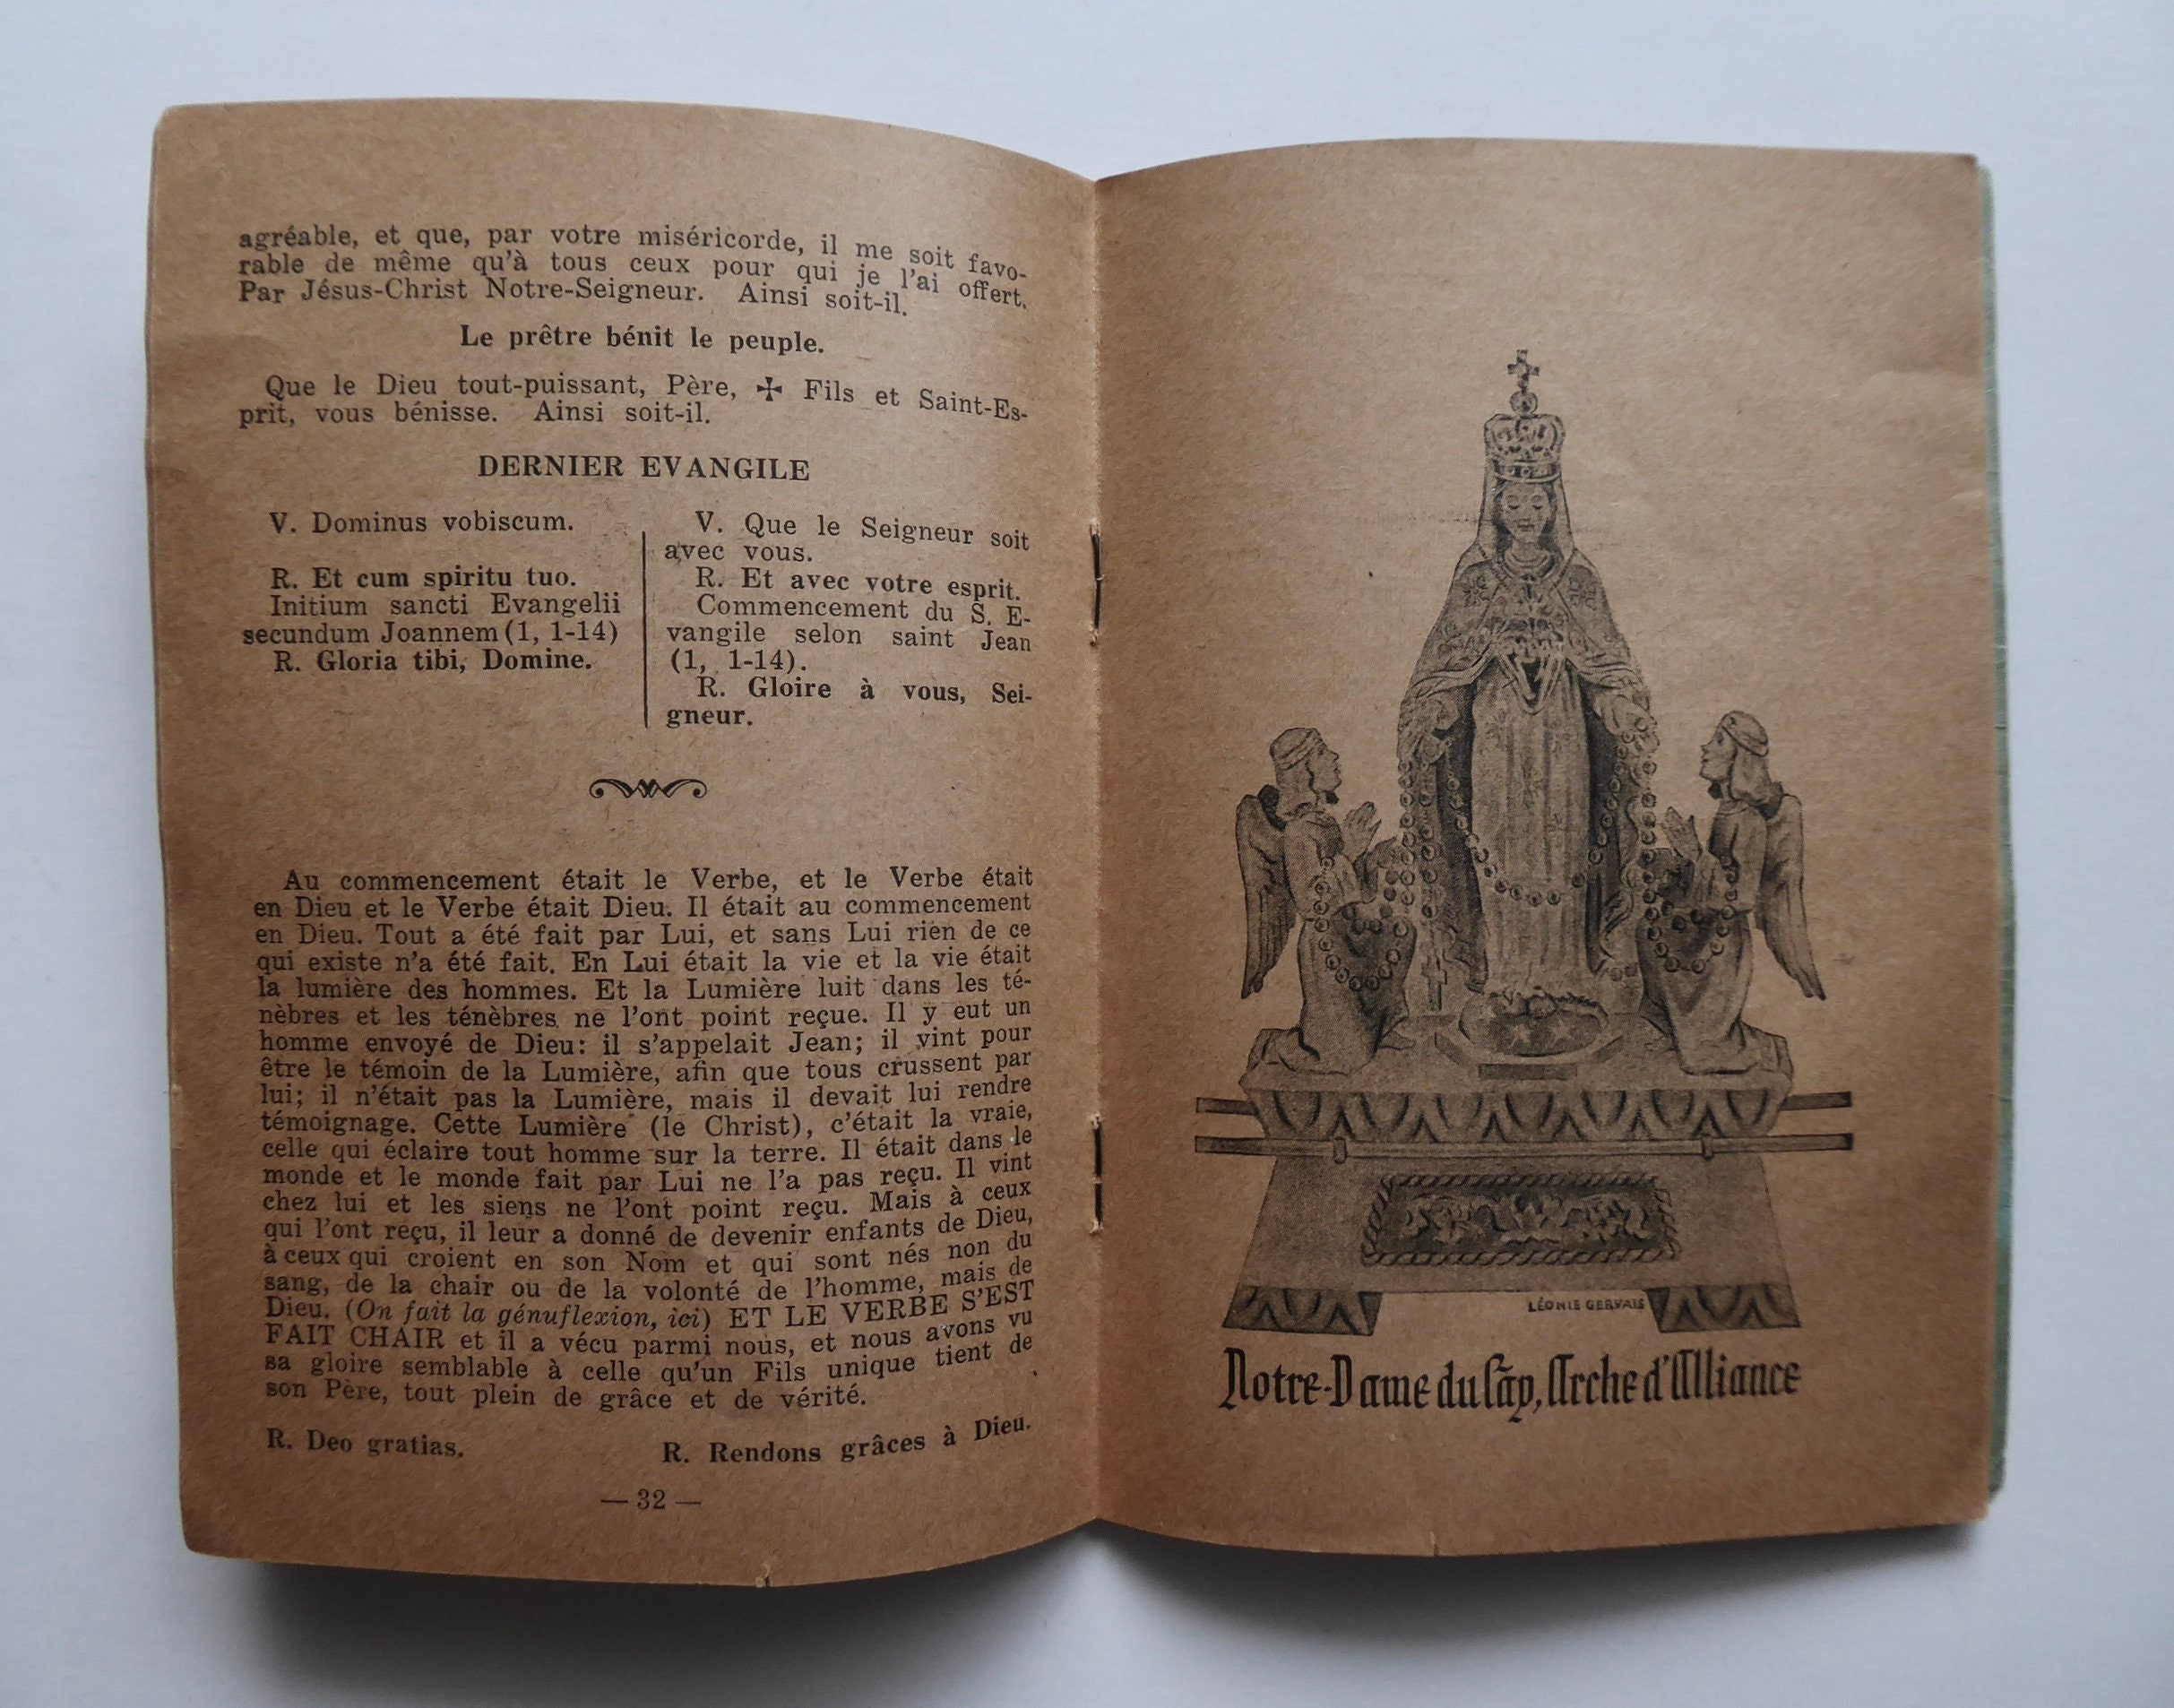 agréable, et que, par votre miséricorde, il me soit favo-
rable de même qu'à tous ceux pour qui je l'ai offert.
Par Jésus-Christ Notre-Seigneur. Ainsi soit-il.
Le prêtre bénit le peuple.
Que le Dieu tout-puissant, Père, ✢ Fils et Saint-Es-
prit, vous bénisse. Ainsi soit-il.
DERNIER EVANGILE
V. Dominus vobiscum.
R. Et cum spiritu tuo.
Initium sancti Evangelii
secundum Joannem (1, 1-14)
R. Gloria tibi, Domine.
V. Que le Seigneur soit
avec vous.
R. Et avec votre esprit.
Commencement du S. E-
vangile selon saint Jean
(1, 1-14).
R. Gloire à vous, Sei-
gneur.
Au commencement était le Verbe, et le Verbe était
en Dieu et le Verbe était Dieu. Il était au commencement
en Dieu. Tout a été fait par Lui, et sans Lui rien de ce
qui existe n'a été fait. En Lui était la vie et la vie était
la lumière des hommes. Et la Lumière luit dans les té-
nèbres et les ténèbres ne l'ont point reçue. Il y eut un
homme envoyé de Dieu: il s'appelait Jean; il vint pour
être le témoin de la Lumière, afin que tous crussent par
lui; il n'était pas la Lumière, mais il devait lui rendre
témoignage. Cette Lumière (le Christ), c'était la vraie,
celle qui éclaire tout homme sur la terre. Il était dans le
monde et le monde fait par Lui ne l'a pas reçu. Il vint
chez lui et les siens ne l'ont point reçu. Mais à ceux
qui l'ont reçu, il leur a donné de devenir enfants de Dieu,
à ceux qui croient en son Nom et qui sont nés non du
sang, de la chair ou de la volonté de l'homme, mais de
Dieu. (On fait la génuflexion, ici) ET LE VERBE S'EST
FAIT CHAIR et il a vécu parmi nous, et nous avons vu
sa gloire semblable à celle qu'un Fils unique tient de
son Père, tout plein de grâce et de vérité.
R. Deo gratias.
R. Rendons grâces à Dieu.
— 32 —
LÉONIE GERVAIS
Notre-Dame du Cap, Arche d'Alliance